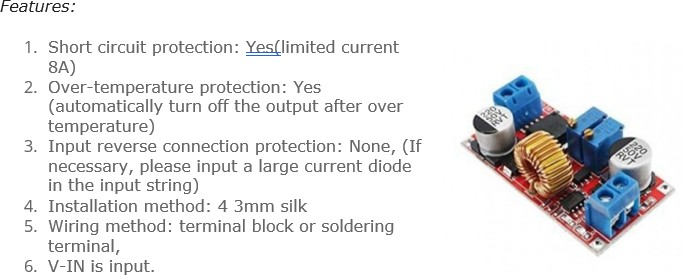 Features:
1. Short circuit protection: Yes(limited current
8A)
2. Over-temperature protection: Yes
(automatically turn off the output after over
temperature)
3. Input reverse connection protection: None, (If
necessary, please input a large current diode
in the input string)
4. Installation method: 4 3mm silk
5. Wiring method: terminal block or soldering
terminal,
6. V-IN is input.
220
50V
RVT